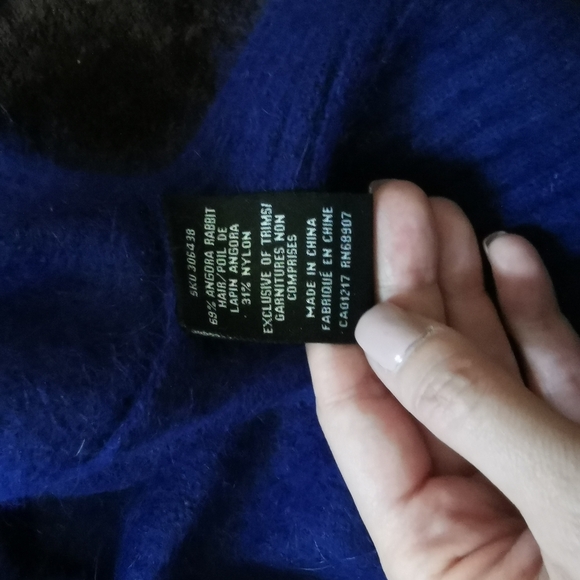 SKU 306438
69% ANGORA RABBIT
HAIR/POIL DE
LAPIN ANGORA
31% NYLON
EXCLUSIVE OF TRIMS/
GARNITURES NON
COMPRISES
MADE IN CHINA
FABRIQUÉ EN CHINE
CA01217 RN68907